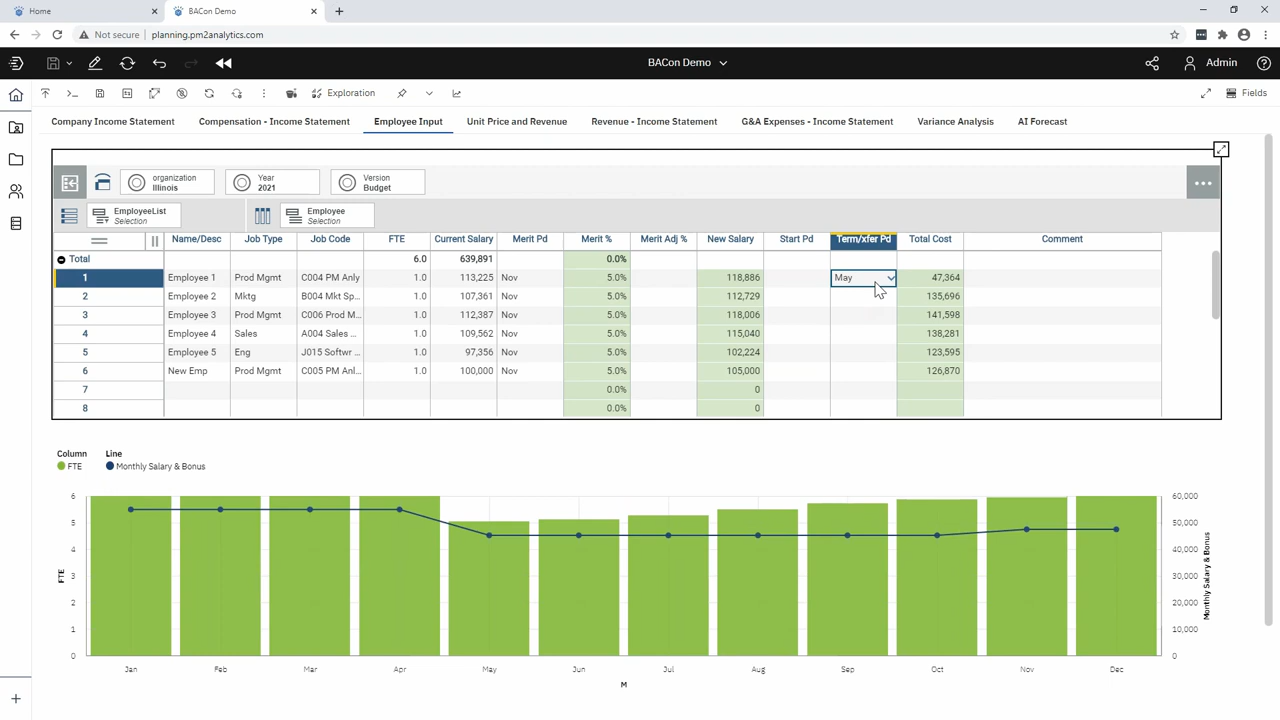 Home
BACon Demo
Not secure | planning.pm2analytics.com
BACon Demo
Admin
Exploration
Fields
Company Income Statement Compensation - Income Statement Employee Input Unit Price and Revenue Revenue - Income Statement G&A Expenses - Income Statement Variance Analysis AI Forecast
organization
Illinois
Year
2021
Version
Budget
EmployeeList
Selection
Employee
Selection
Name/Desc Job Type Job Code FTE Current Salary Merit Pd Merit % Merit Adj % New Salary Start Pd Term/xfer Pd Total Cost Comment
Total 6.0 639,891 0.0%
1 Employee 1 Prod Mgmt C004 PM Anly 1.0 113,225 Nov 5.0% 118,886 May 47,364
2 Employee 2 Mktg B004 Mkt Sp... 1.0 107,361 Nov 5.0% 112,729 135,696
3 Employee 3 Prod Mgmt C006 Prod M... 1.0 112,387 Nov 5.0% 118,006 141,598
4 Employee 4 Sales A004 Sales ... 1.0 109,562 Nov 5.0% 115,040 138,281
5 Employee 5 Eng J015 Softwr ... 1.0 97,356 Nov 5.0% 102,224 123,595
6 New Emp Prod Mgmt C005 PM Anl... 1.0 100,000 Nov 5.0% 105,000 126,870
7 0.0% 0
8 0.0% 0
Column Line
FTE Monthly Salary & Bonus
6 60,000
5 50,000
4 40,000
3 30,000
2 20,000
1 10,000
0 0
FTE
Monthly Salary & Bonus
Jan Feb Mar Apr May Jun Jul Aug Sep Oct Nov Dec
M